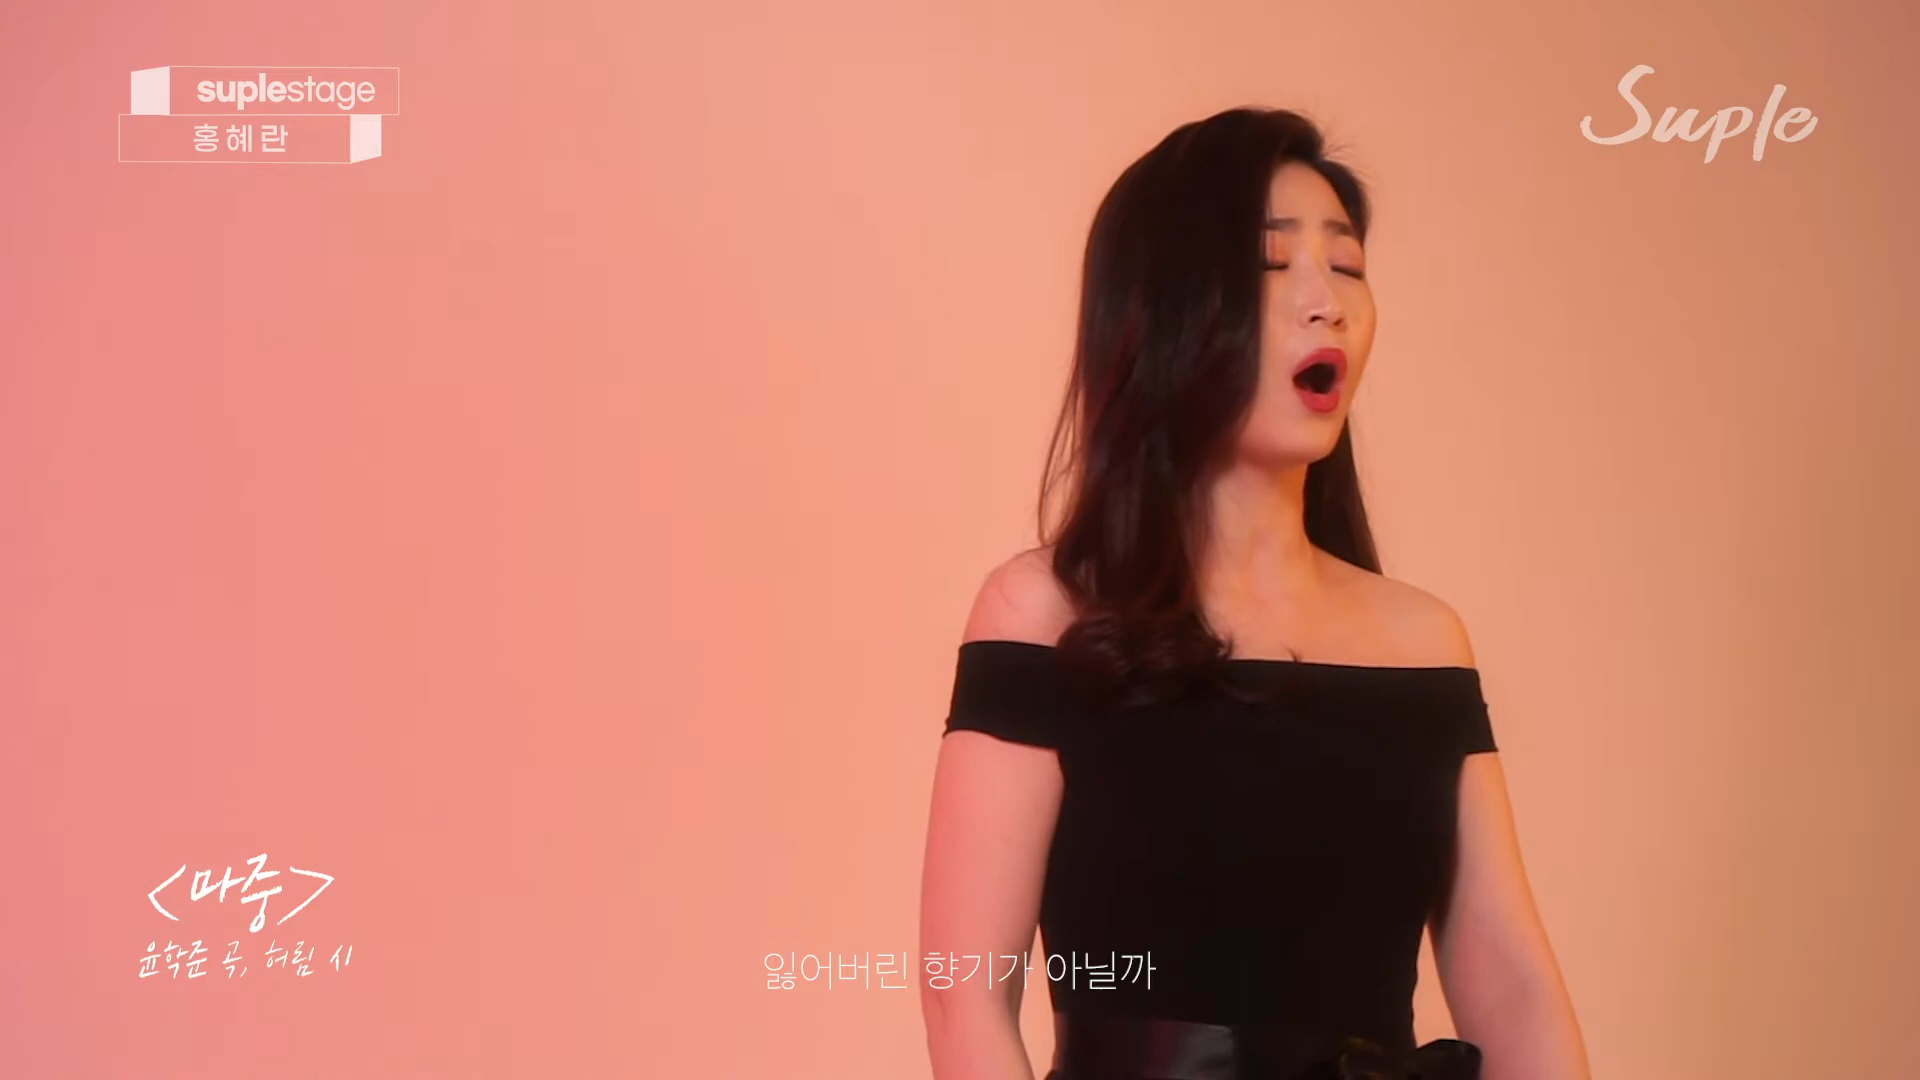 suplestage
홍혜란
Suple
<마중>
윤학준 곡, 허림 시
잃어버린 향기가 아닐까